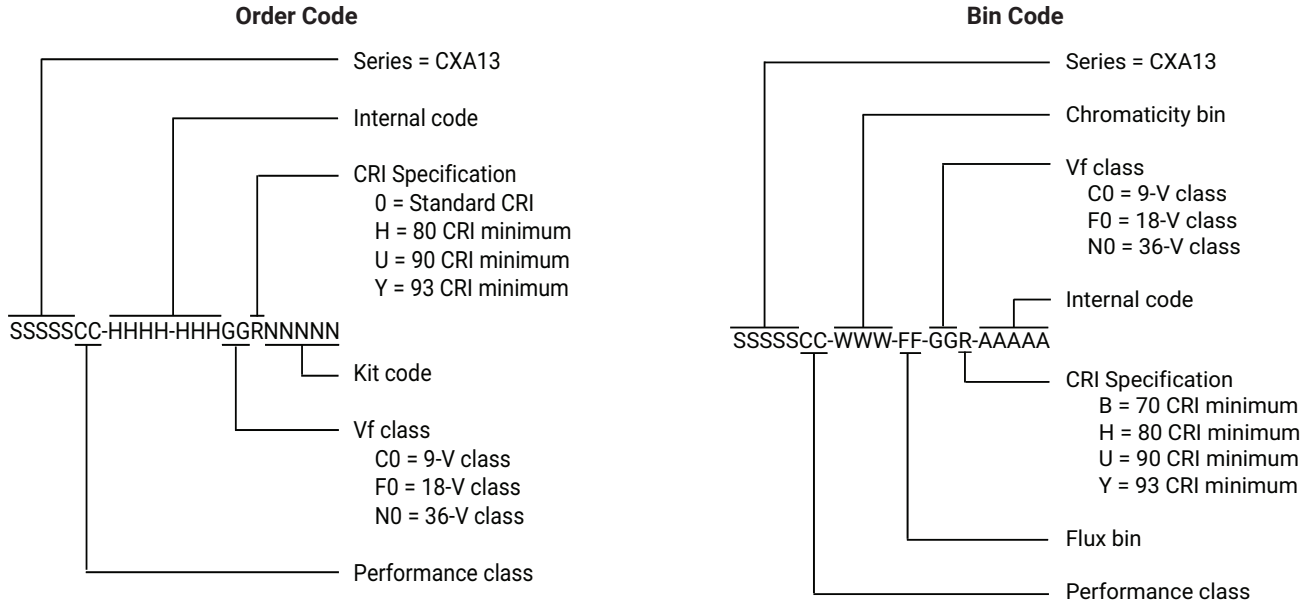 Order Code
Series = CXA13
Internal code
CRI Specification
0 = Standard CRI
H = 80 CRI minimum
U = 90 CRI minimum
Y = 93 CRI minimum
SSSSSCC-HHHH-HHHGGRNNNNN
Kit code
Vf class
C0 = 9-V class
F0 = 18-V class
N0 = 36-V class
Performance class
Bin Code
Series = CXA13
Chromaticity bin
Vf class
C0 = 9-V class
F0 = 18-V class
N0 = 36-V class
Internal code
SSSSSCC-WWW-FF-GGR-AAAAA
CRI Specification
B = 70 CRI minimum
H = 80 CRI minimum
U = 90 CRI minimum
Y = 93 CRI minimum
Flux bin
Performance class